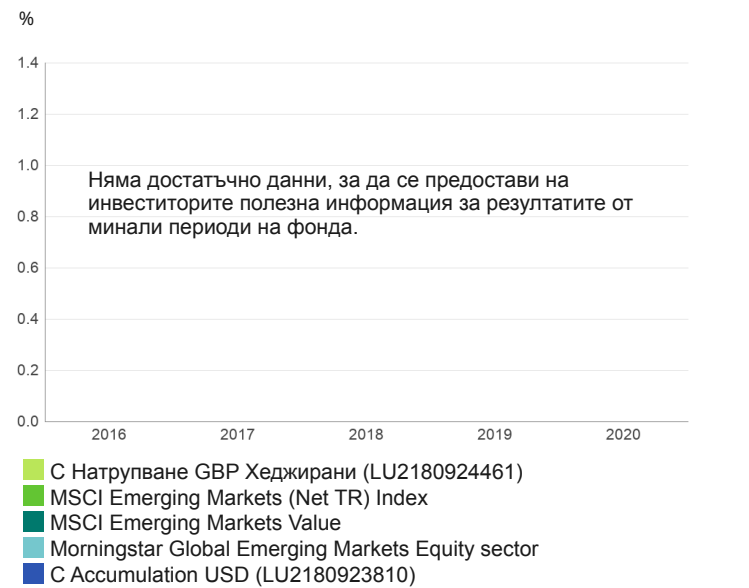 %
1.4
1.2
1.0
Няма достатъчно данни, за да се предостави на
инвеститорите полезна информация за резултатите от
минали периоди на фонда.
0.8
0.6
0.4
0.2
0.0
2016 2017 2018 2019 2020
С Натрупване GBP Хеджирани (LU2180924461)
MSCI Emerging Markets (Net TR) Index
MSCI Emerging Markets Value
Morningstar Global Emerging Markets Equity sector
C Accumulation USD (LU2180923810)